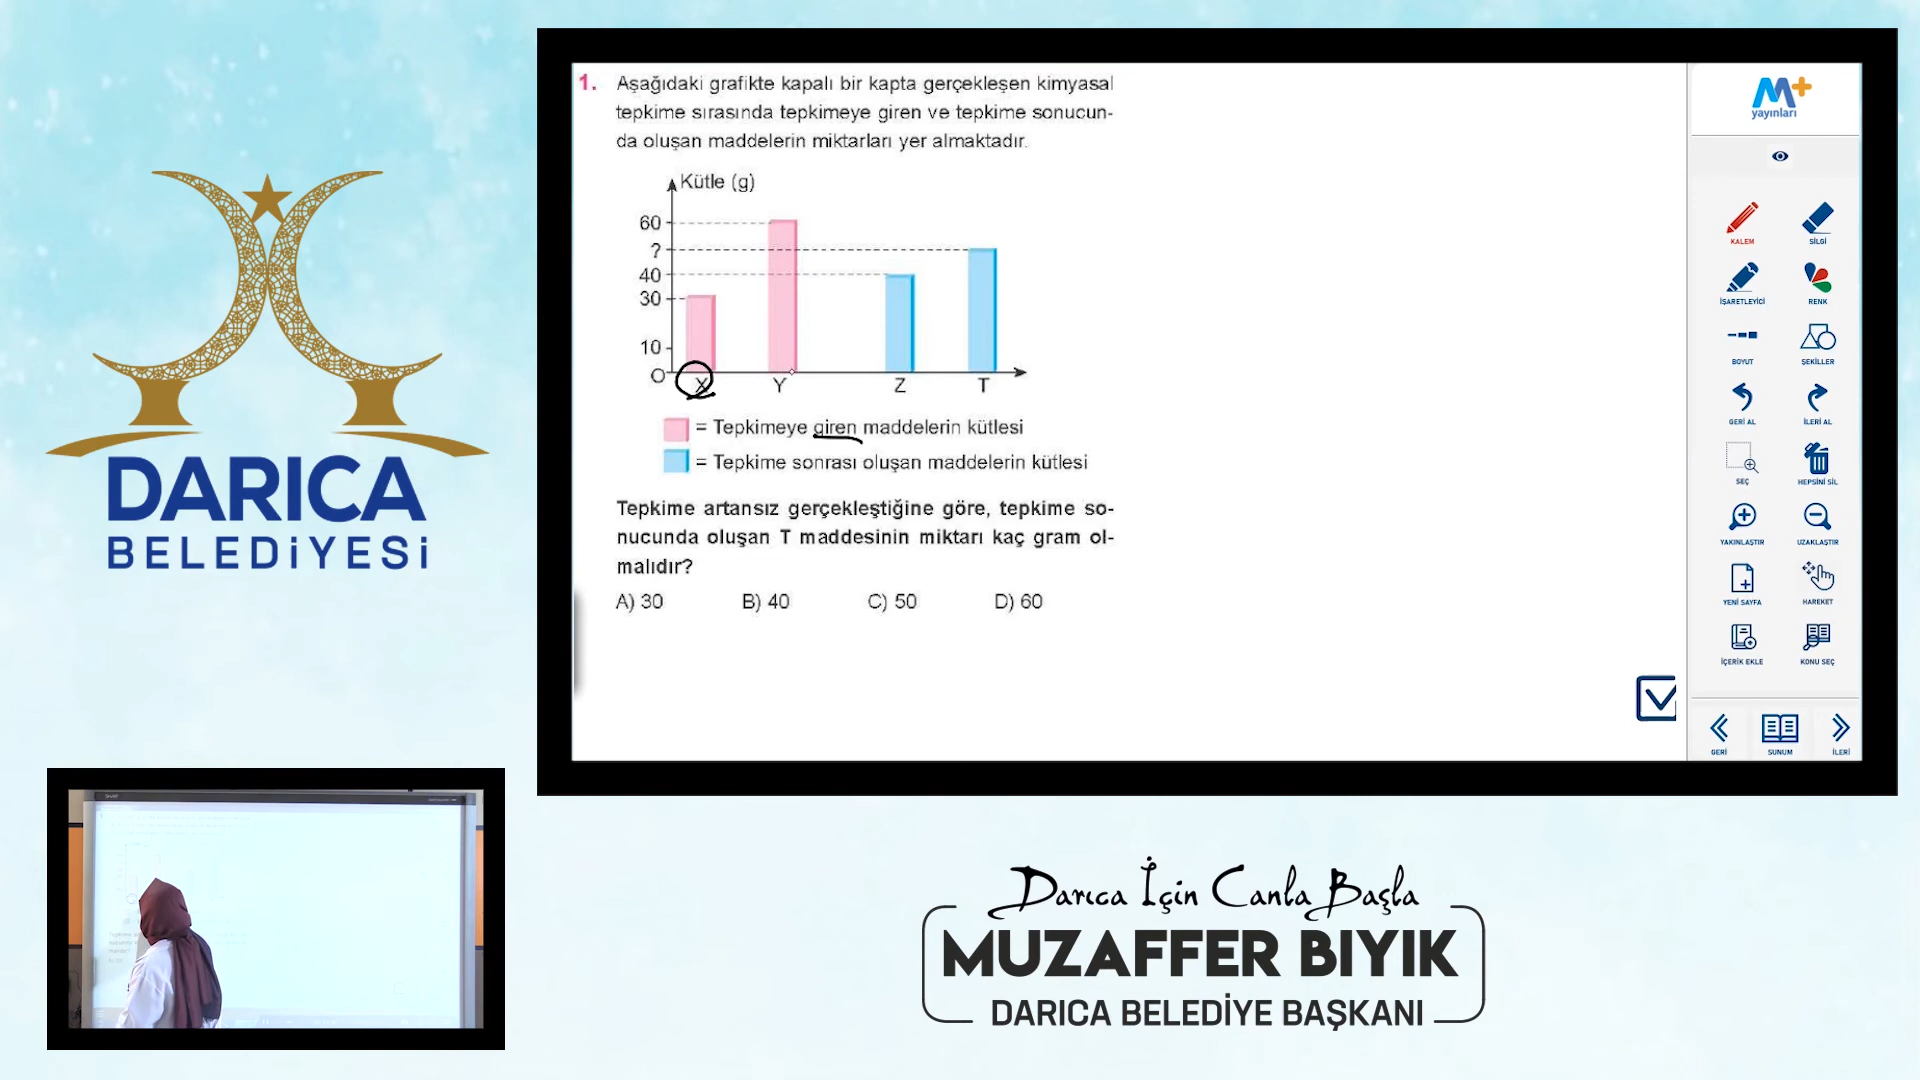 DARICA
BELEDİYESİ
1. Aşağıdaki grafikte kapalı bir kapta gerçekleşen kimyasal
tepkime sırasında tepkimeye giren ve tepkime sonucun-
da oluşan maddelerin miktarları yer almaktadır.
Kütle (g)
60
?
40
30
10
O
X Y Z T
= Tepkimeye giren maddelerin kütlesi
= Tepkime sonrası oluşan maddelerin kütlesi
Tepkime artansız gerçekleştiğine göre, tepkime so-
nucunda oluşan T maddesinin miktarı kaç gram ol-
malıdır?
A) 30 B) 40 C) 50 D) 60
M+
yayınları
KALEM SİLGİ
İŞARETLEYİCİ RENK
BOYUT ŞEKİLLER
GERİ AL İLERİ AL
SEÇ HEPSİNİ SİL
YAKINLAŞTIR UZAKLAŞTIR
YENİ SAYFA HAREKET
İÇERİK EKLE KONU SEÇ
GERİ SUNUM İLERİ
Darıca İçin Canla Başla
MUZAFFER BIYIK
DARICA BELEDİYE BAŞKANI